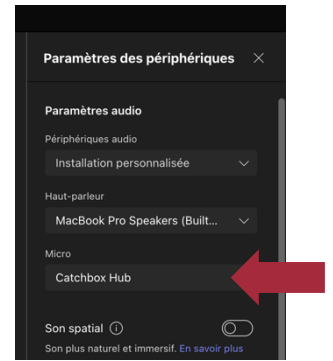 Paramètres des périphériques
Paramètres audio
Périphériques audio
Installation personnalisée
Haut-parleur
MacBook Pro Speakers (Built...
Micro
Catchbox Hub
Son spatial
Son plus naturel et immersif. En savoir plus